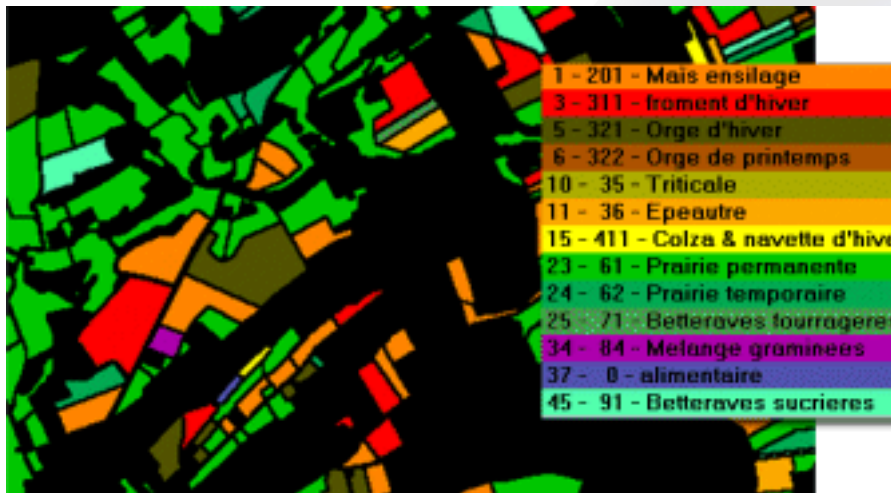 1 - 201 - Maïs ensilage
3 - 311 - froment d'hiver
5 - 321 - Orge d'hiver
6 - 322 - Orge de printemps
10 - 35 - Triticale
11 - 36 - Epeautre
15 - 411 - Colza & navette d'hive
23 - 61 - Prairie permanente
24 - 62 - Prairie temporaire
25 - 71 - Betteraves fourrageres
34 - 84 - Melange graminees
37 - 0 - alimentaire
45 - 91 - Betteraves sucrieres